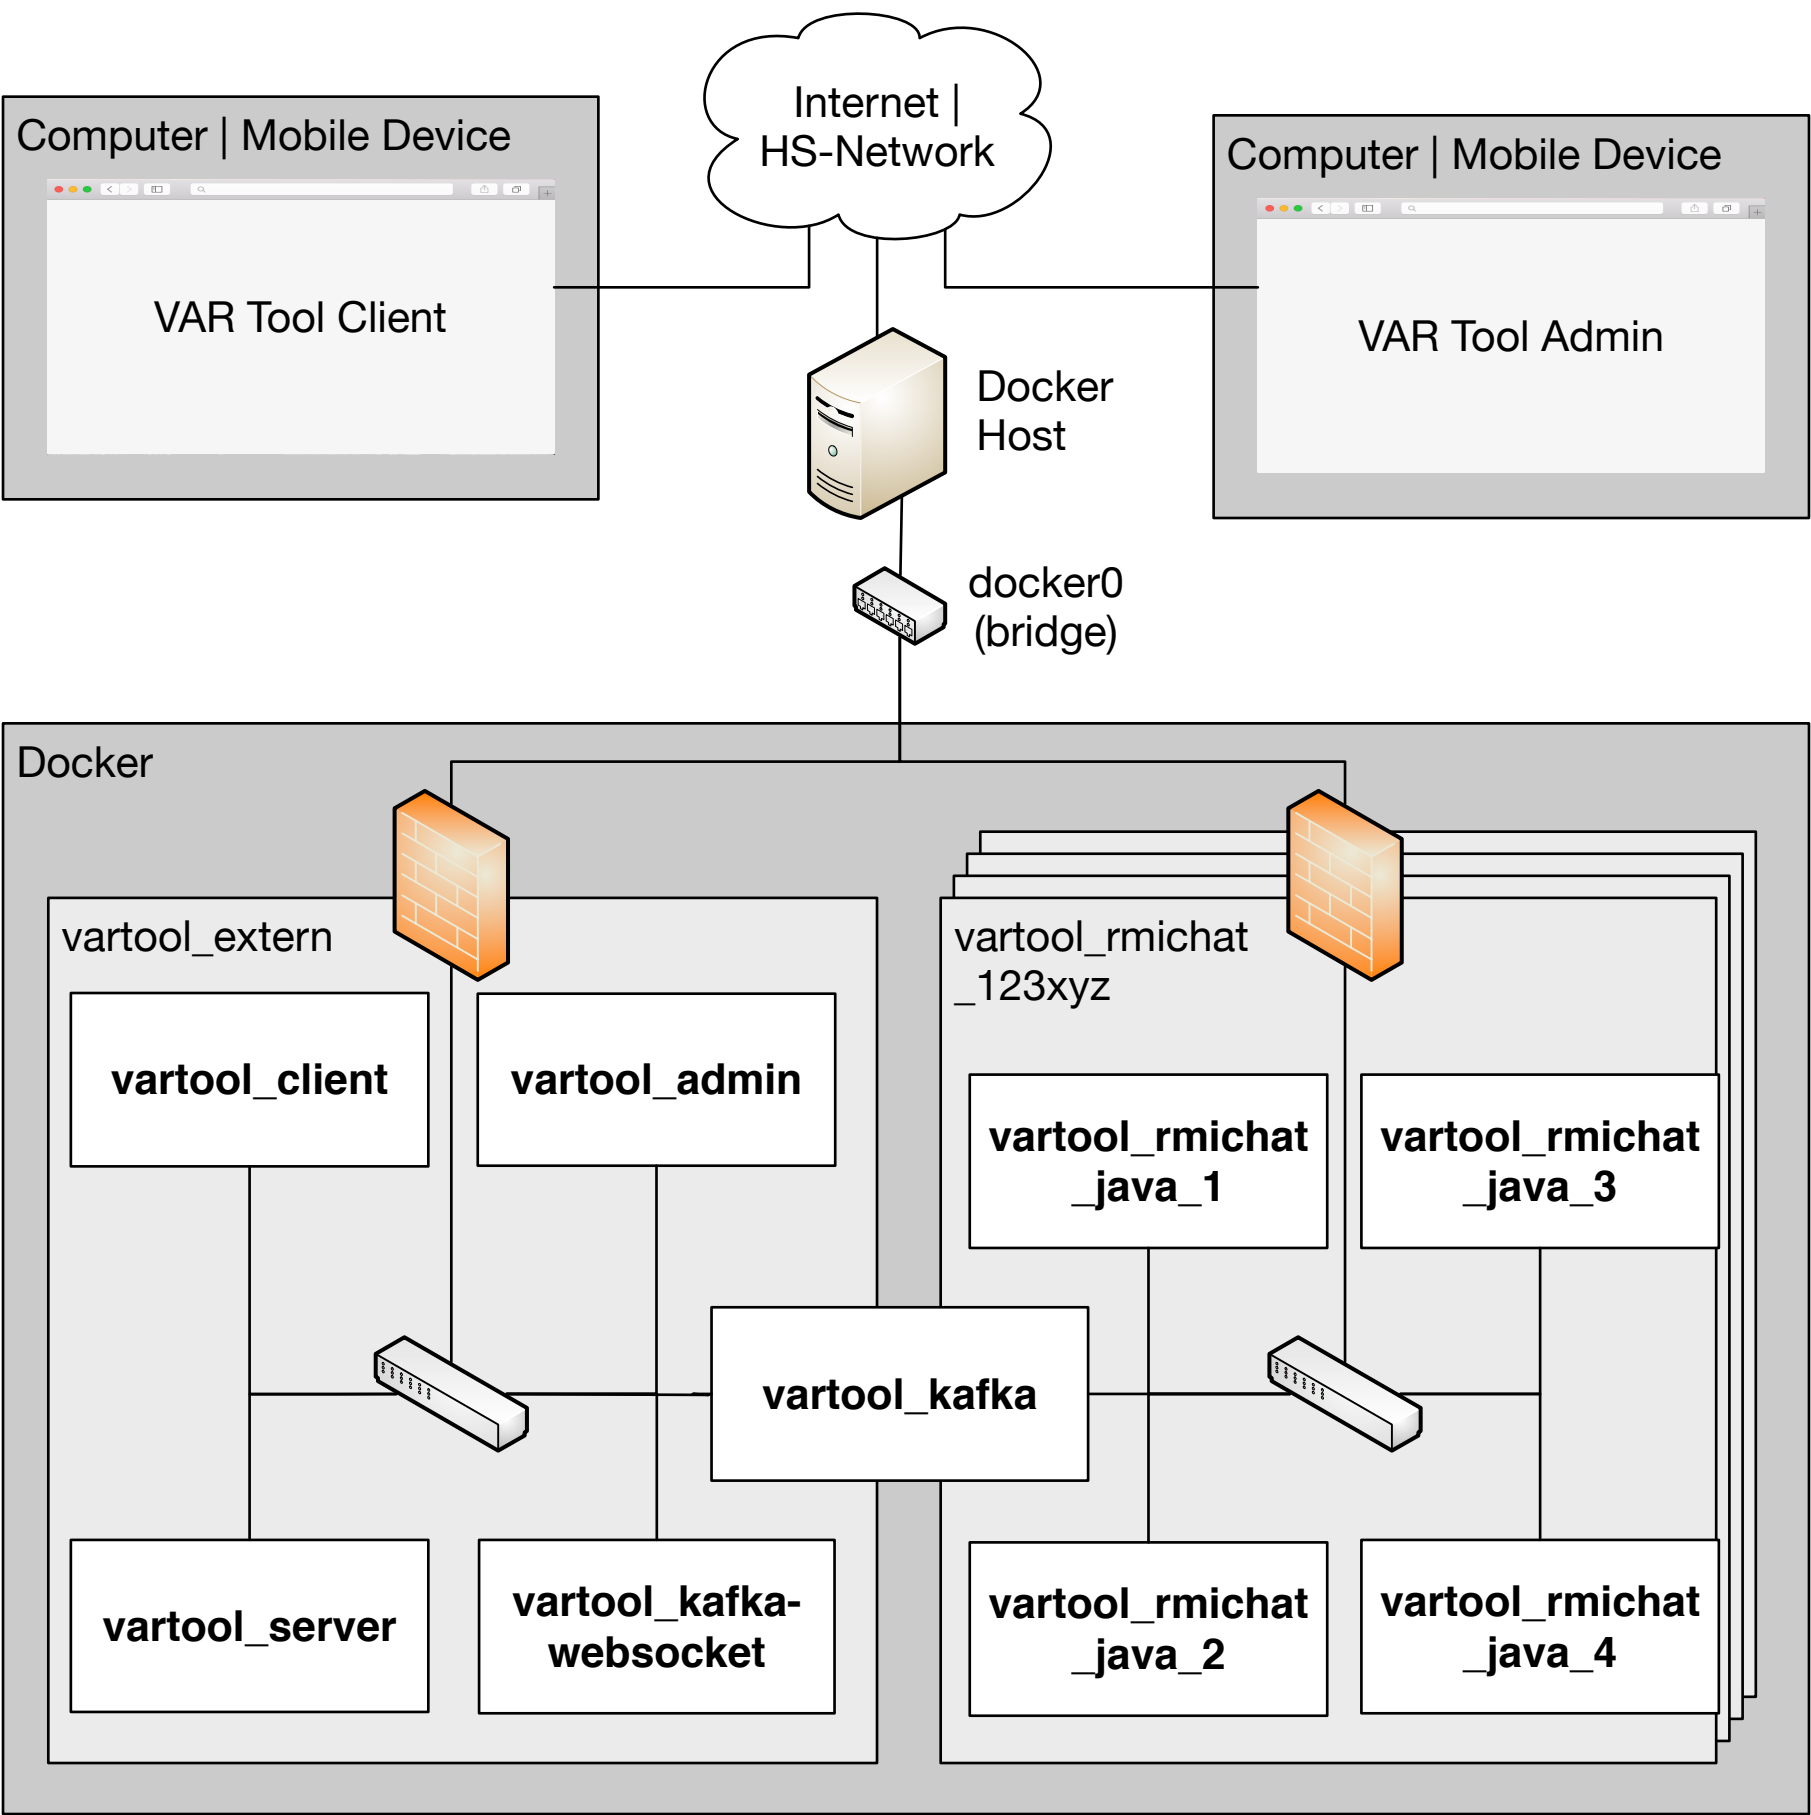 Internet |
HS-Network
Computer | Mobile Device
VAR Tool Client
Computer | Mobile Device
VAR Tool Admin
Docker
Host
docker0
(bridge)
Docker
vartool_extern
vartool_client
vartool_admin
vartool_server
vartool_kafka-
websocket
vartool_kafka
vartool_rmichat
_123xyz
vartool_rmichat
_java_1
vartool_rmichat
_java_3
vartool_rmichat
_java_2
vartool_rmichat
_java_4